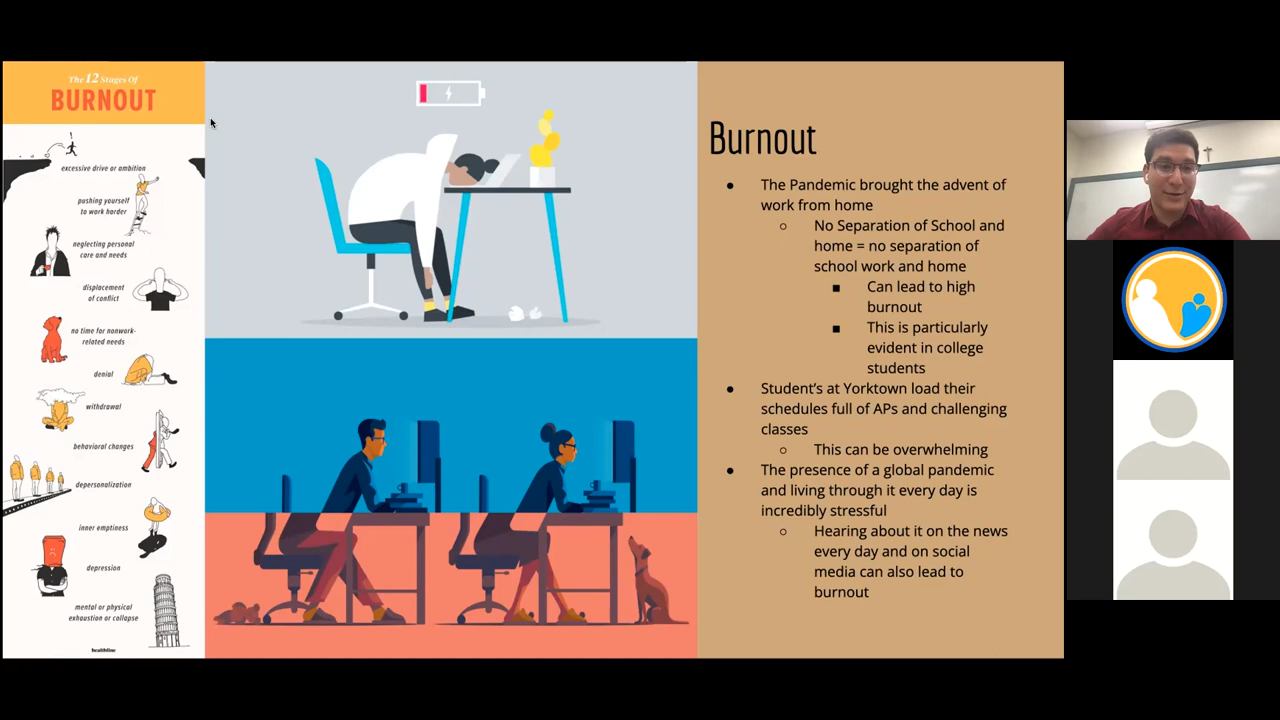 The 12 Stages Of
BURNOUT
excessive drive or ambition
pushing yourself
to work harder
neglecting personal
care and needs
displacement
of conflict
no time for nonwork-
related needs
denial
withdrawal
behavioral changes
depersonalization
inner emptiness
depression
mental or physical
exhaustion or collapse
healthline
Burnout
● The Pandemic brought the advent of
work from home
○ No Separation of School and
home = no separation of
school work and home
■ Can lead to high
burnout
■ This is particularly
evident in college
students
● Student’s at Yorktown load their
schedules full of APs and challenging
classes
○ This can be overwhelming
● The presence of a global pandemic
and living through it every day is
incredibly stressful
○ Hearing about it on the news
every day and on social
media can also lead to
burnout